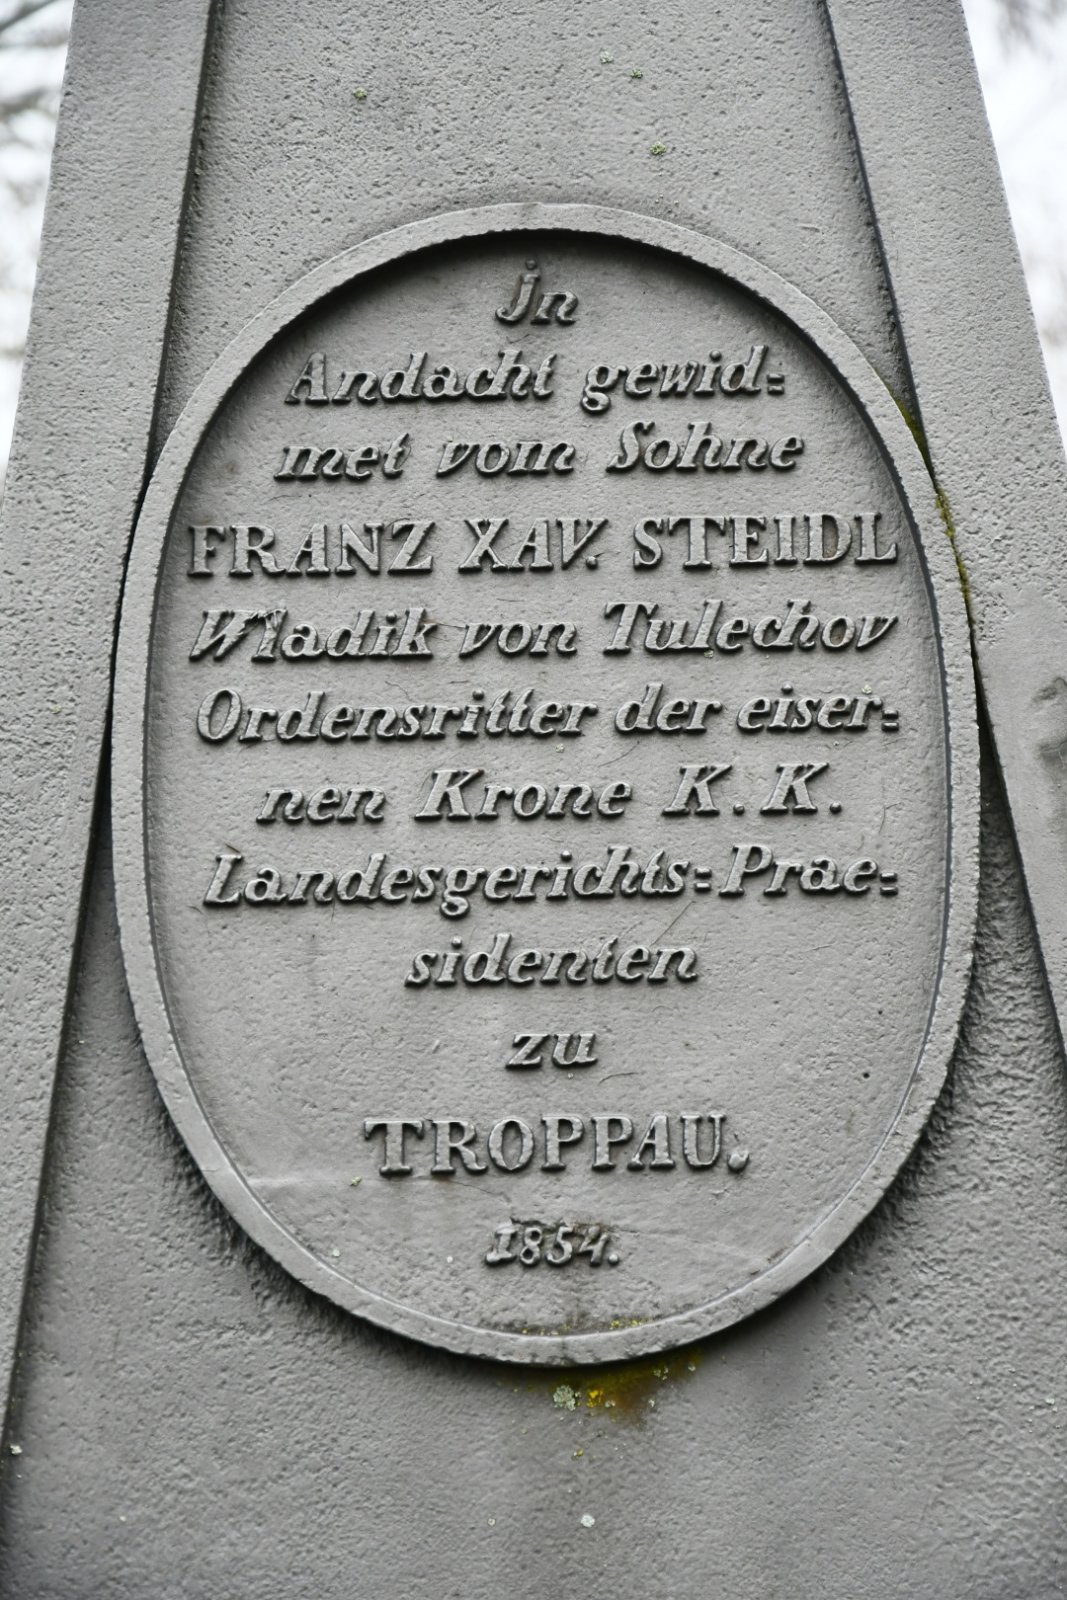 Jn
Andacht gewid=
met vom Sohne
FRANZ XAV. STEIDL
Wladik von Tulechov
Ordensritter der eiser=
nen Krone K. K.
Landesgerichts=Prae=
sidenten
zu
TROPPAU.
1854.